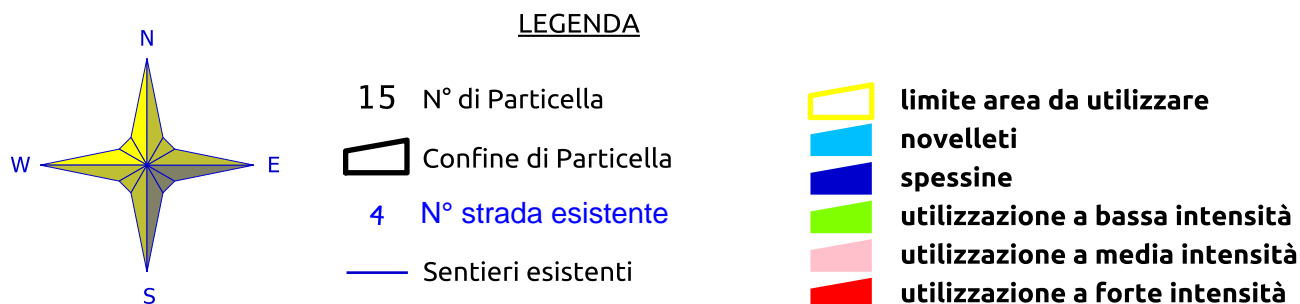 LEGENDA
N
W
E
S
15 N° di Particella
Confine di Particella
4 N° strada esistente
Sentieri esistenti
limite area da utilizzare
novelleti
spessine
utilizzazione a bassa intensità
utilizzazione a media intensità
utilizzazione a forte intensità